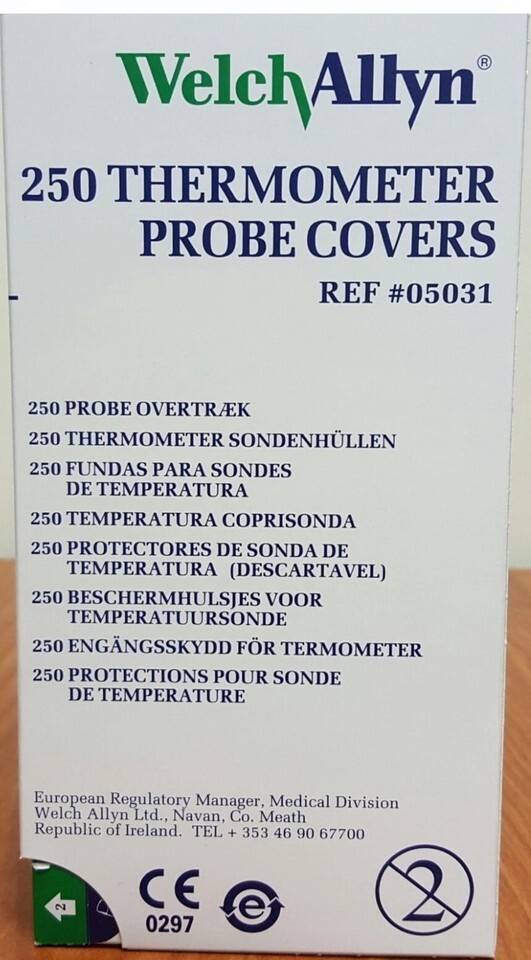 WelchAllyn®
250 THERMOMETER
PROBE COVERS
REF #05031
250 PROBE OVERTRÆK
250 THERMOMETER SONDENHÜLLEN
250 FUNDAS PARA SONDES
DE TEMPERATURA
250 TEMPERATURA COPRISONDA
250 PROTECTORES DE SONDA DE
TEMPERATURA (DESCARTAVEL)
250 BESCHERMHULSJES VOOR
TEMPERATUURSONDE
250 ENGÄNGSSKYDD FÖR TERMOMETER
250 PROTECTIONS POUR SONDE
DE TEMPERATURE
European Regulatory Manager, Medical Division
Welch Allyn Ltd., Navan, Co. Meath
Republic of Ireland. TEL + 353 46 90 67700
2
CE
0297
e
2